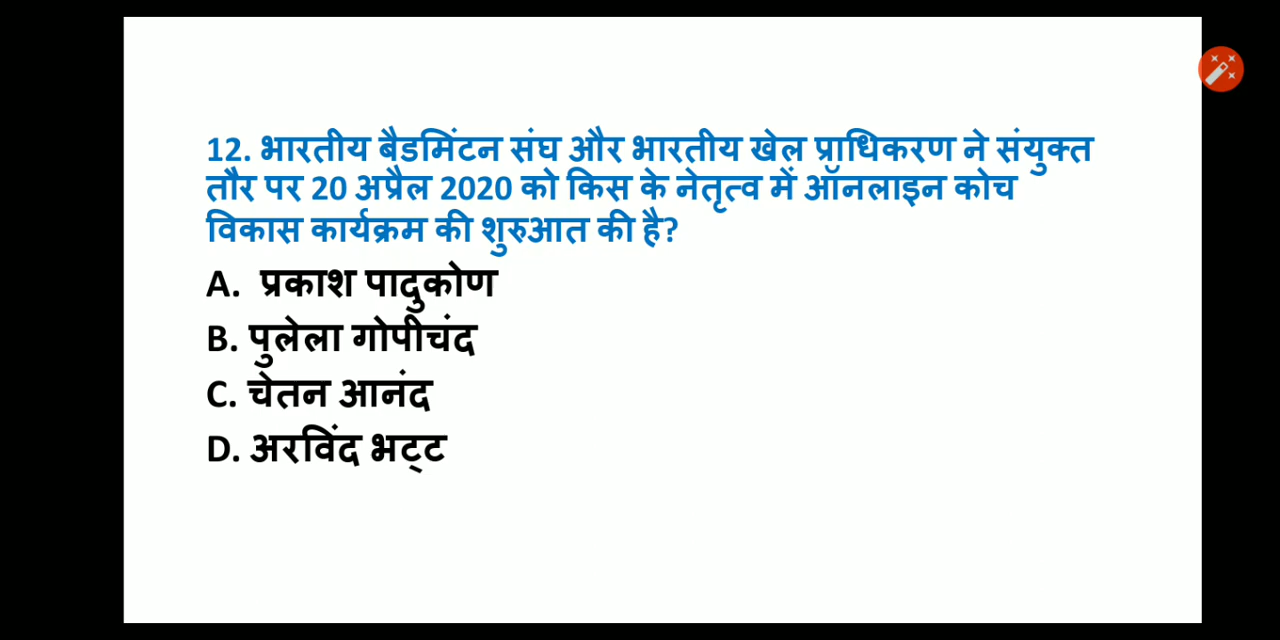 12. भारतीय बैडमिंटन संघ और भारतीय खेल प्राधिकरण ने संयुक्त
तौर पर 20 अप्रैल 2020 को किस के नेतृत्व में ऑनलाइन कोच
विकास कार्यक्रम की शुरुआत की है?
A. प्रकाश पादुकोण
B. पुलेला गोपीचंद
C. चेतन आनंद
D. अरविंद भट्ट